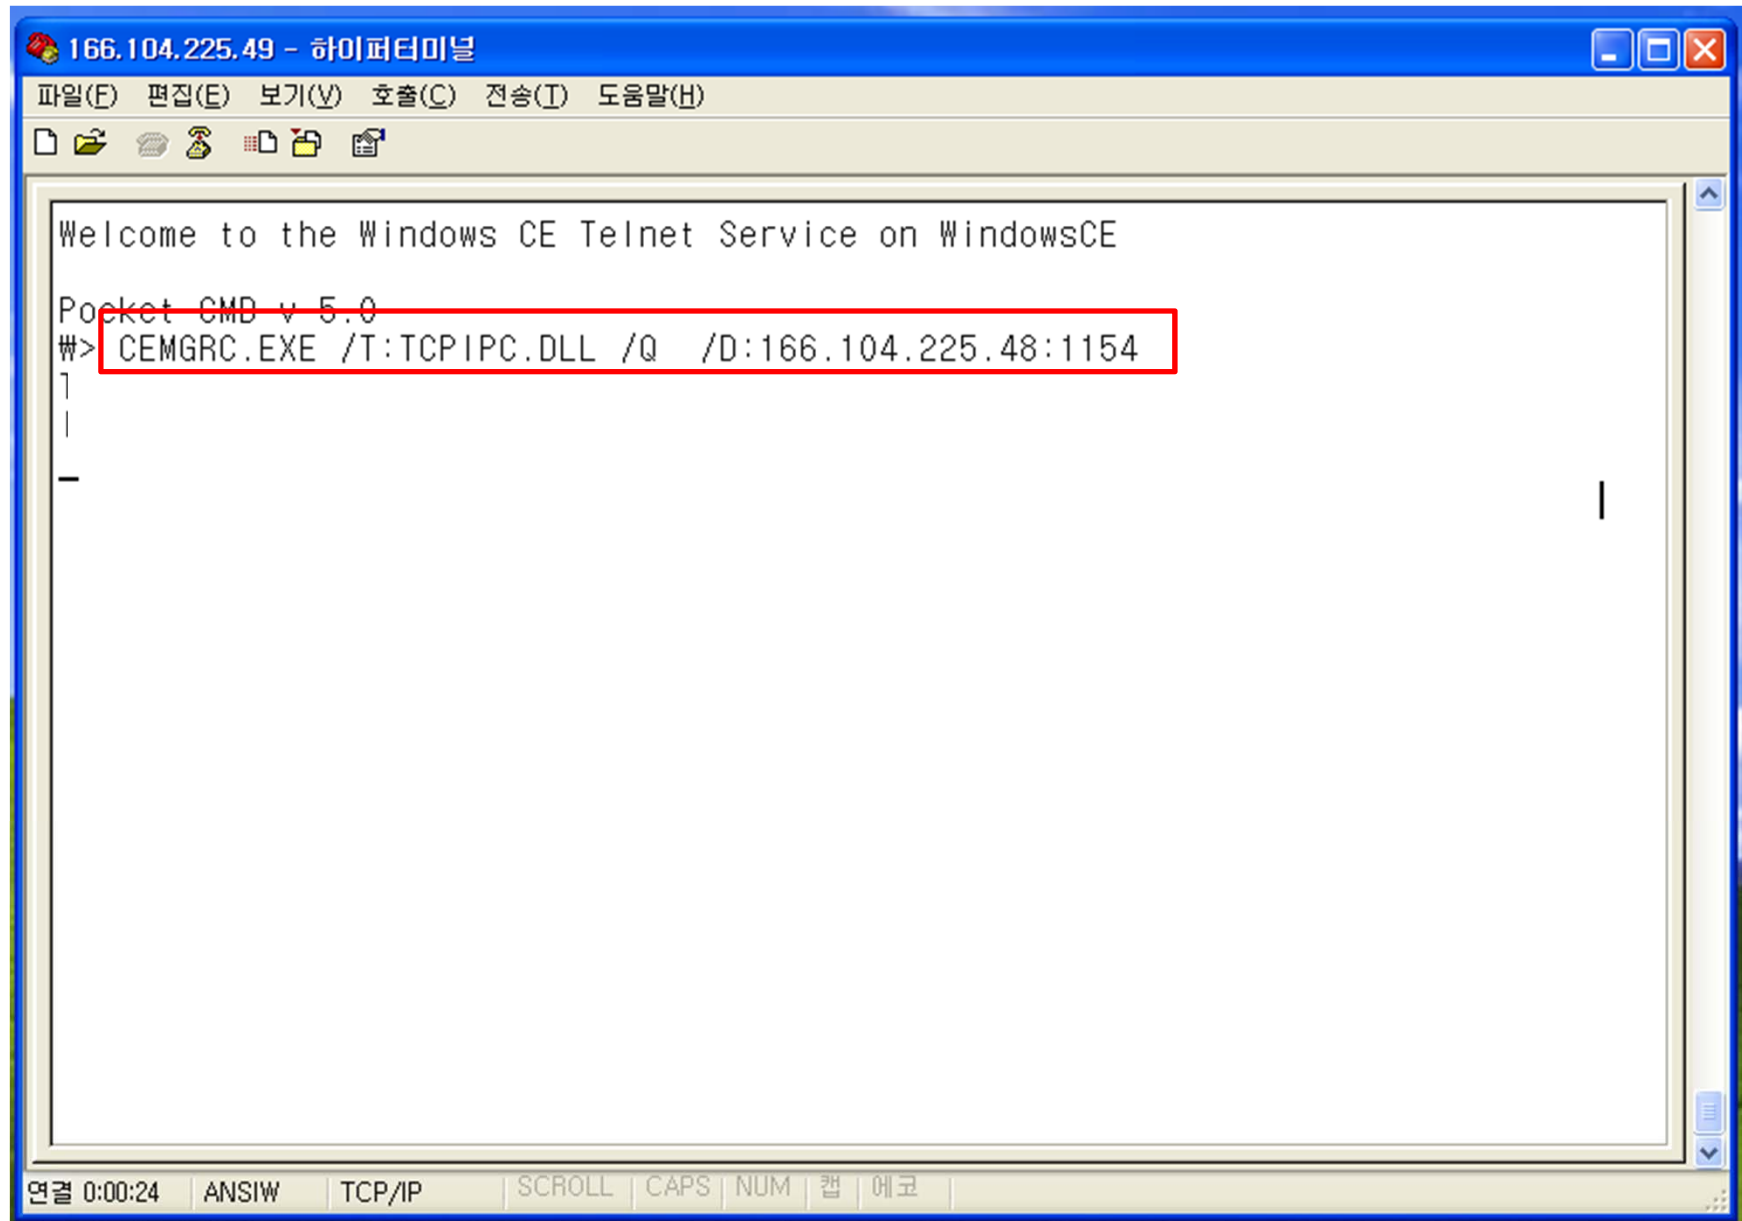 166.104.225.49 - 하이퍼터미널
파일(F) 편집(E) 보기(V) 호출(C) 전송(T) 도움말(H)
Welcome to the Windows CE Telnet Service on WindowsCE
Pocket CMD v 5.0
₩> CEMGRC.EXE /T:TCPIPC.DLL /Q /D:166.104.225.48:1154
연결 0:00:24 ANSIW TCP/IP SCROLL CAPS NUM 캡 에코